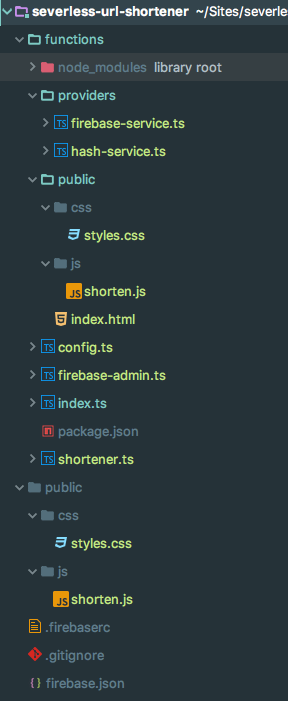 severless-url-shortener ~/Sites/severles
functions
node_modules library root
providers
TS firebase-service.ts
TS hash-service.ts
public
css
styles.css
js
JS shorten.js
5 index.html
TS config.ts
TS firebase-admin.ts
TS index.ts
package.json
TS shortener.ts
public
css
styles.css
js
JS shorten.js
.firebaserc
.gitignore
{} firebase.json